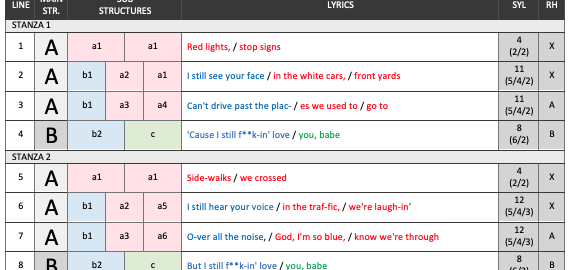 LINE STR. STRUCTURES LYRICS SYL RH
STANZA 1
1 A a1 a1 Red lights, / stop signs 4 (2/2) X
2 A b1 a2 a1 I still see your face / in the white cars, / front yards 11 (5/4/2) X
3 A b1 a3 a4 Can't drive past the plac- / es we used to / go to 11 (5/4/2) A
4 B b2 c 'Cause I still f**k-in' love / you, babe 8 (6/2) B
STANZA 2
5 A a1 a1 Side-walks / we crossed 4 (2/2) X
6 A b1 a2 a5 I still hear your voice / in the traf-fic, / we're laugh-in' 12 (5/4/3) X
7 A b1 a3 a6 O-ver all the noise, / God, I'm so blue, / know we're through 12 (5/4/3) A
8 B b2 c But I still f**k-in' love / you, babe 8 B